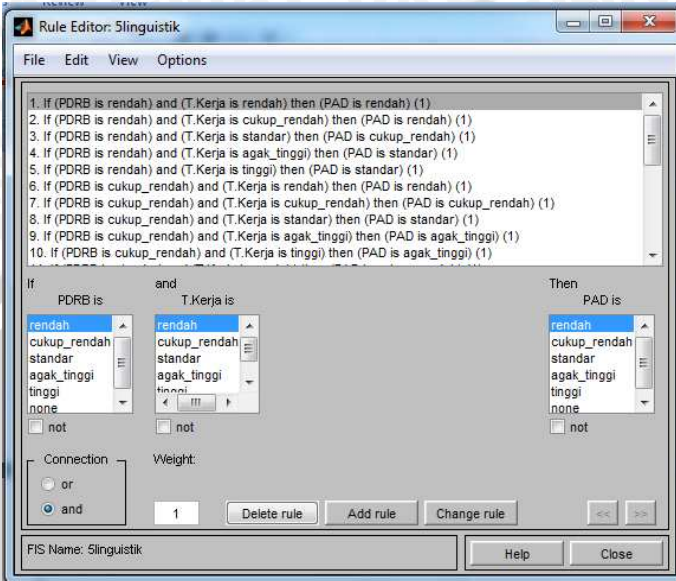 Rule Editor: 5linguistik
File Edit View Options
1. If (PDRB is rendah) and (T.Kerja is rendah) then (PAD is rendah) (1)
2. If (PDRB is rendah) and (T.Kerja is cukup_rendah) then (PAD is rendah) (1)
3. If (PDRB is rendah) and (T.Kerja is standar) then (PAD is cukup_rendah) (1)
4. If (PDRB is rendah) and (T.Kerja is agak_tinggi) then (PAD is standar) (1)
5. If (PDRB is rendah) and (T.Kerja is tinggi) then (PAD is standar) (1)
6. If (PDRB is cukup_rendah) and (T.Kerja is rendah) then (PAD is rendah) (1)
7. If (PDRB is cukup_rendah) and (T.Kerja is cukup_rendah) then (PAD is cukup_rendah) (1)
8. If (PDRB is cukup_rendah) and (T.Kerja is standar) then (PAD is standar) (1)
9. If (PDRB is cukup_rendah) and (T.Kerja is agak_tinggi) then (PAD is agak_tinggi) (1)
10. If (PDRB is cukup_rendah) and (T.Kerja is tinggi) then (PAD is agak_tinggi) (1)
If and Then
PDRB is T.Kerja is PAD is
rendah rendah rendah
cukup_rendah cukup_rendah cukup_rendah
standar standar standar
agak_tinggi agak_tinggi agak_tinggi
tinggi tinggi tinggi
none none
not not not
Connection Weight:
or
and 1 Delete rule Add rule Change rule << >>
FIS Name: 5linguistik Help Close